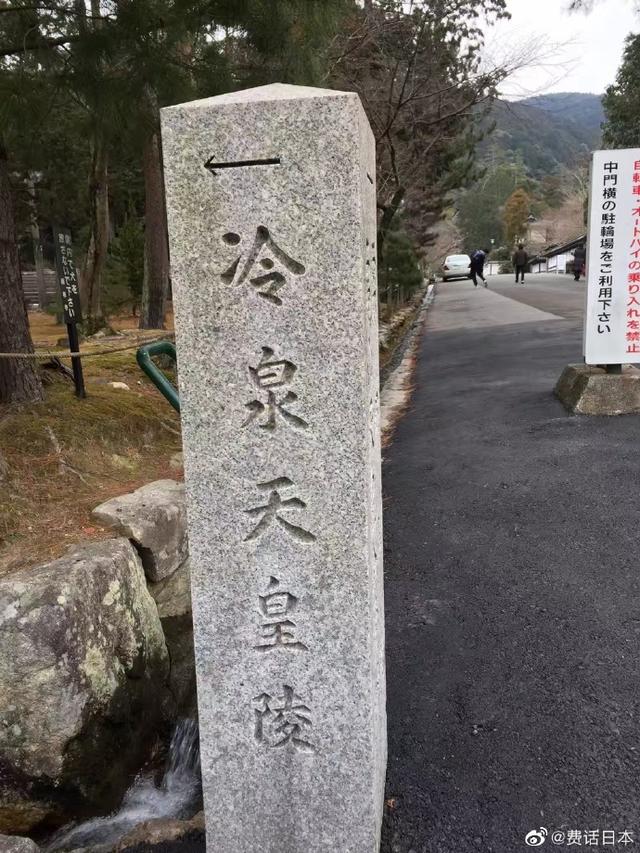 冷泉天皇陵
自転車・オートバイの乗り入れを禁止
中門横の駐輪場をご利用下さい
@费话日本